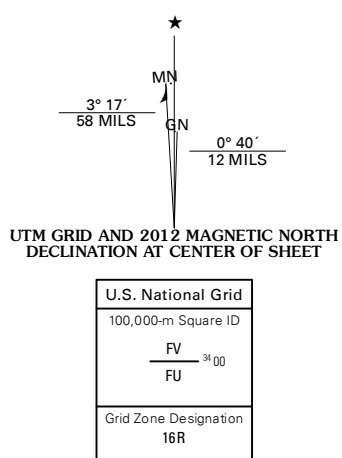 ★
MN
3° 17´
58 MILS
GN
0° 40´
12 MILS
UTM GRID AND 2012 MAGNETIC NORTH
DECLINATION AT CENTER OF SHEET
U.S. National Grid
100,000-m Square ID
FV
34 00
FU
Grid Zone Designation
16R